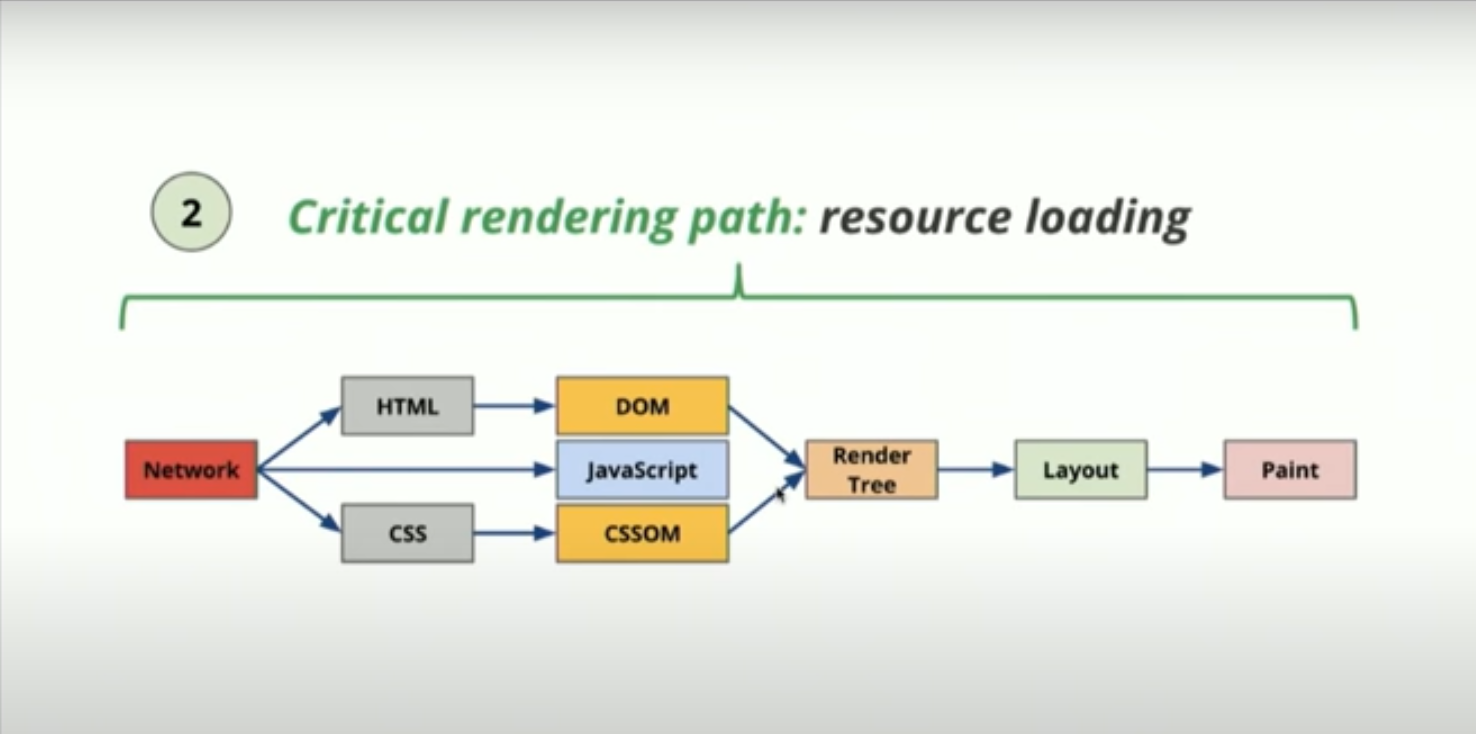 2
Critical rendering path: resource loading
HTML
DOM
Network
JavaScript
Render
Tree
Layout
Paint
CSS
CSSOM